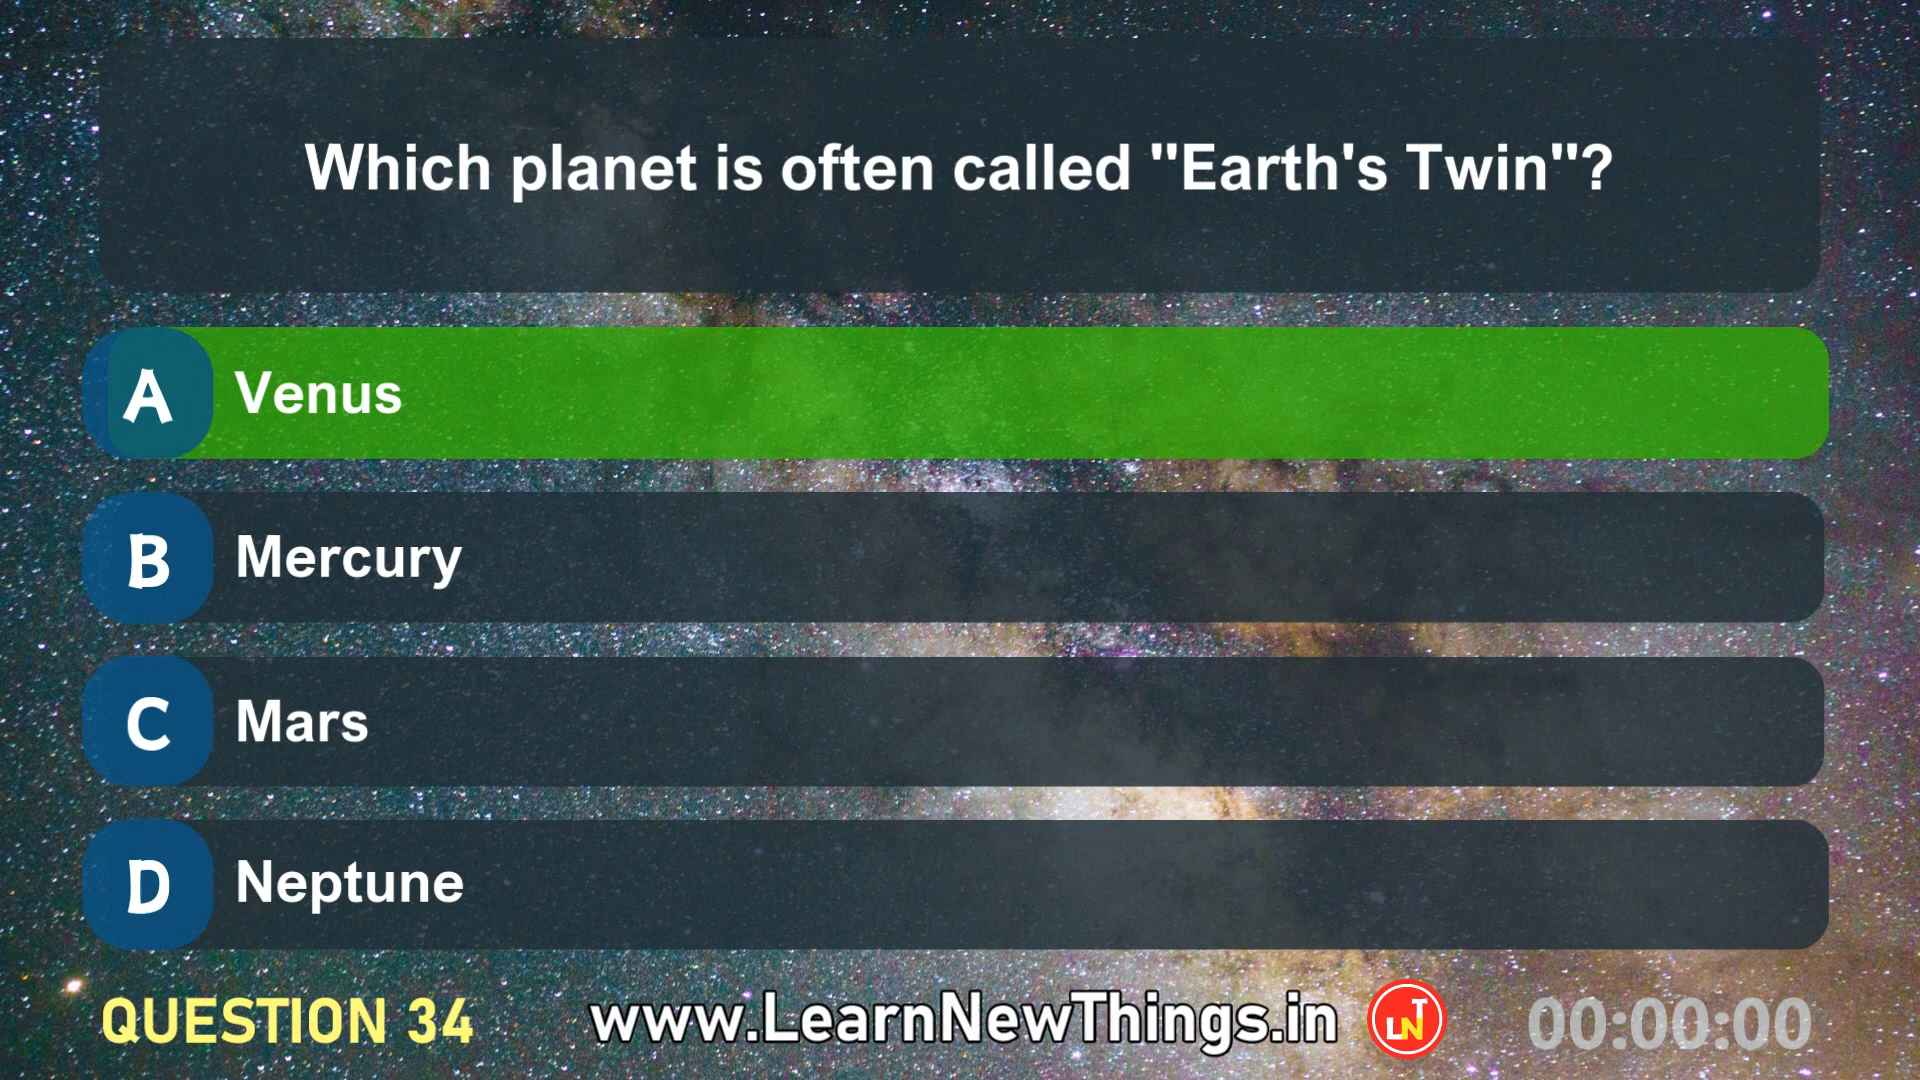 Which planet is often called "Earth's Twin"?
A Venus
B Mercury
C Mars
D Neptune
QUESTION 34 www.LearnNewThings.in LNT 00:00:00